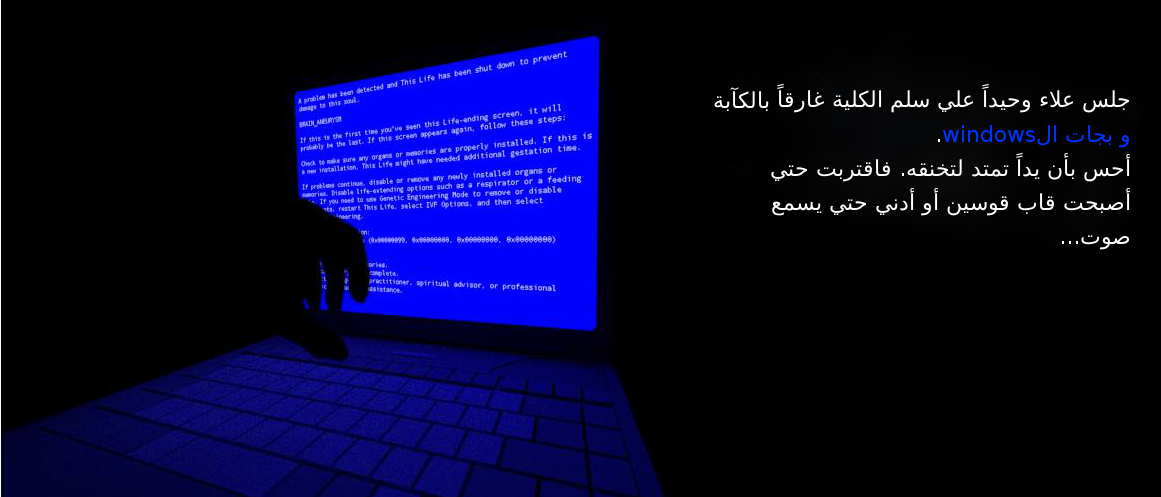 جلس علاء وحيداً علي سلم الكلية غارقاً بالكآبة
و بجات الwindows.
أحس بأن يداً تمتد لتخنقه. فاقتربت حتي
أصبحت قاب قوسين أو أدني حتي يسمع
صوت...
A problem has been detected and This Life has been shut down to prevent
damage to this soul.
BRAIN_ANEURYSM
If this is the first time you've seen this Life-ending screen, it will
probably be the last. If this screen appears again, follow these steps:
Check to make sure any organs or memories are properly installed. If this is
a new installation, This Life might have needed additional gestation time.
If problems continue, disable or remove any newly installed organs or
memories. Disable life-extending options such as a respirator or a feeding
If you need to use Genetic Engineering Mode to remove or disable
restart This Life, select IVF Options, and then select
(0x00000099, 0x00000000, 0x00000000, 0x00000000)
practitioner, spiritual advisor, or professional